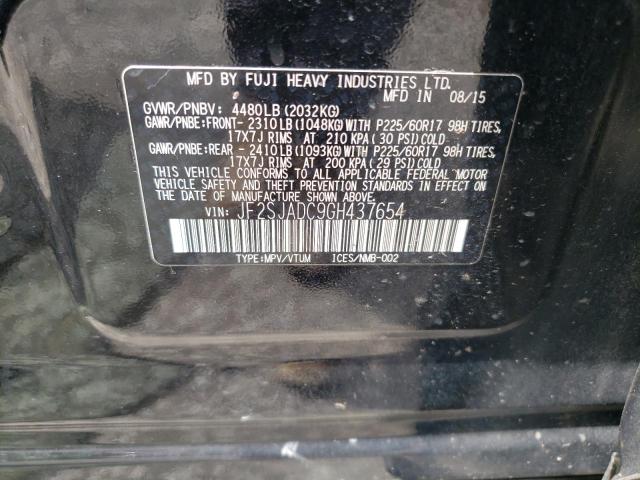 MFD BY FUJI HEAVY INDUSTRIES LTD.
MFD IN 08/15
GVWR/PNBV: 4480LB(2032KG)
GAWR/PNBE:FRONT-2310LB(1048KG)WITH P225/60R17 98H TIRES,
17X7J RIMS AT 210 KPA(30 PSI)COLD
GAWR/PNBE:REAR -2410LB(1093KG)WITH P225/60R17 98H TIRES,
17X7J RIMS AT 200 KPA(29 PSI)COLD
THIS VEHICLE CONFORMS TO ALL APPLICABLE FEDERAL MOTOR
VEHICLE SAFETY AND BUMPER STANDARDS IN EFFECT ON
THE DATE OF MANUFACTURE SHOWN ABOVE.
VIN: JF2SJADC9GH437654
TYPE:MPV/VTUM ICES/NMB-002